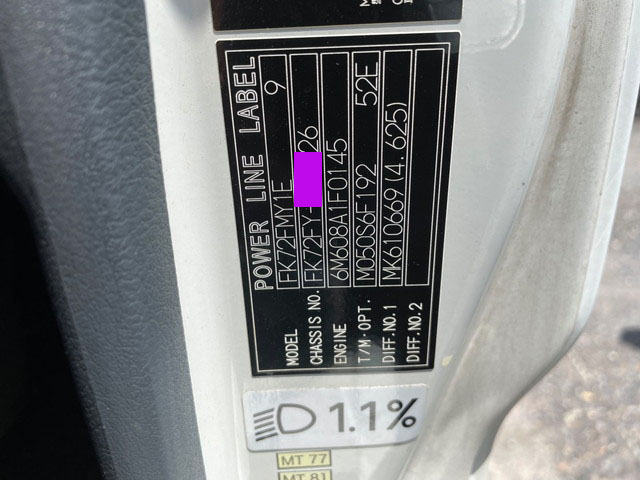 POWER LINE LABEL
MODEL FK72FMY1E 9
CHASSIS NO. FK72FY- 26
ENGINE 6M608A1F0145
T/M·OPT. M050S6F192 52E
DIFF.NO.1 MK610669(4.625)
DIFF.NO.2
1.1%
MT 77
MT 81